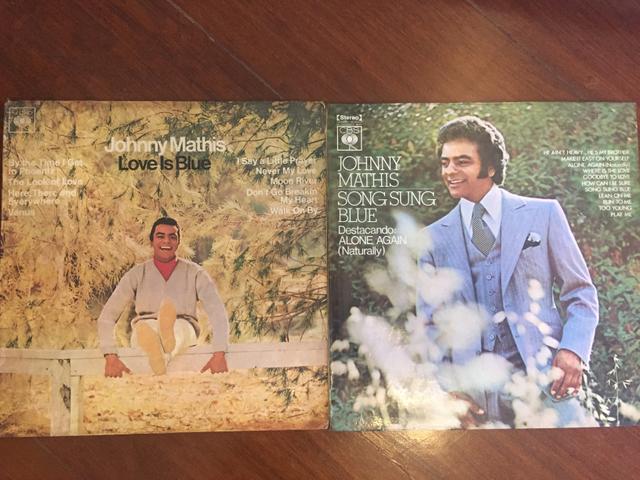 CBS
Johnny Mathis
Love Is Blue
By the Time I Get
to Phoenix
The Look of Love
Here, There and
Everywhere
Venus
I Say a Little Prayer
Never My Love
Moon River
Don't Go Breakin'
My Heart
Walk On By
[Stereo]
CBS
JOHNNY
MATHIS
SONG SUNG
BLUE
Destacando:
ALONE AGAIN
(Naturally)
HE AIN'T HEAVY... HE'S MY BROTHER
MAKE IT EASY ON YOURSELF
ALONE AGAIN (Naturally)
WHERE IS THE LOVE
GOODBYE TO LOVE
HOW CAN I BE SURE
SONG SUNG BLUE
LEAN ON ME
RUN TO ME
TOO YOUNG
PLAY ME